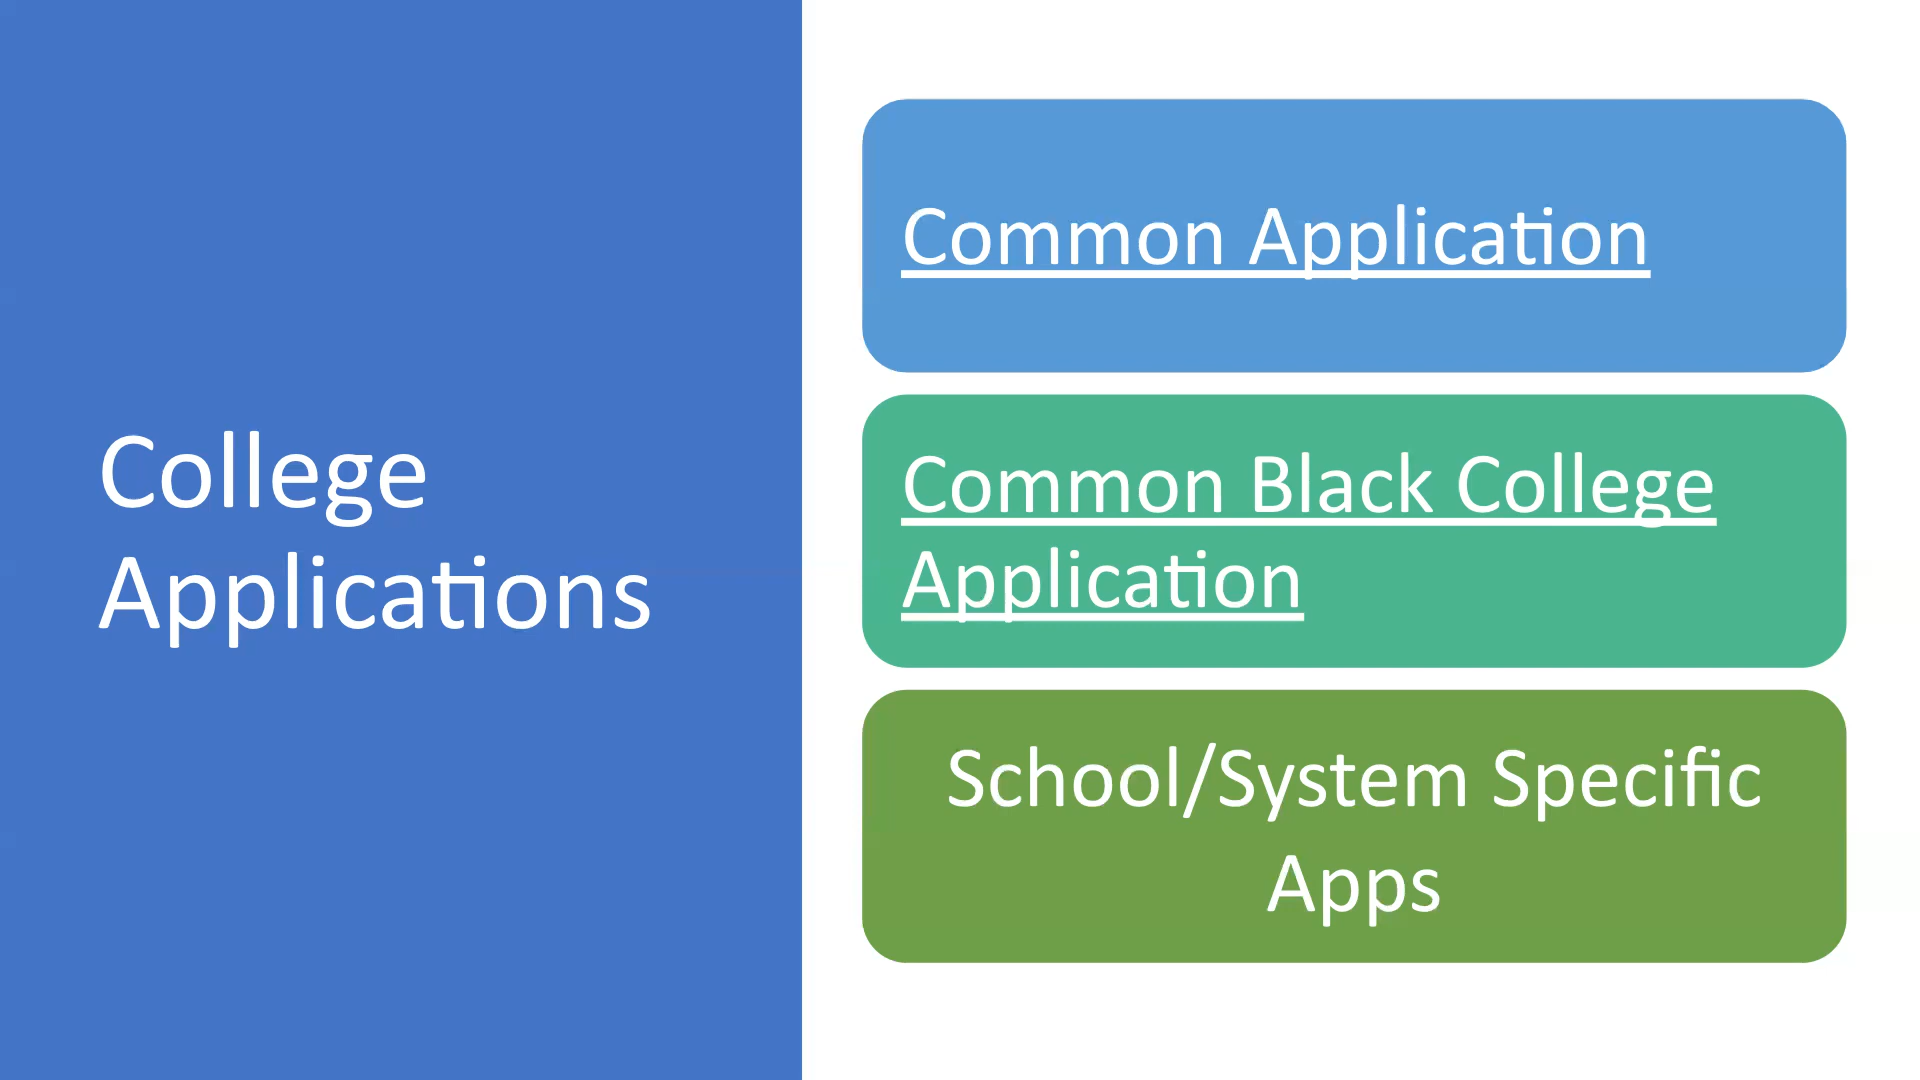 College
Applications
Common Application
Common Black College
Application
School/System Specific
Apps